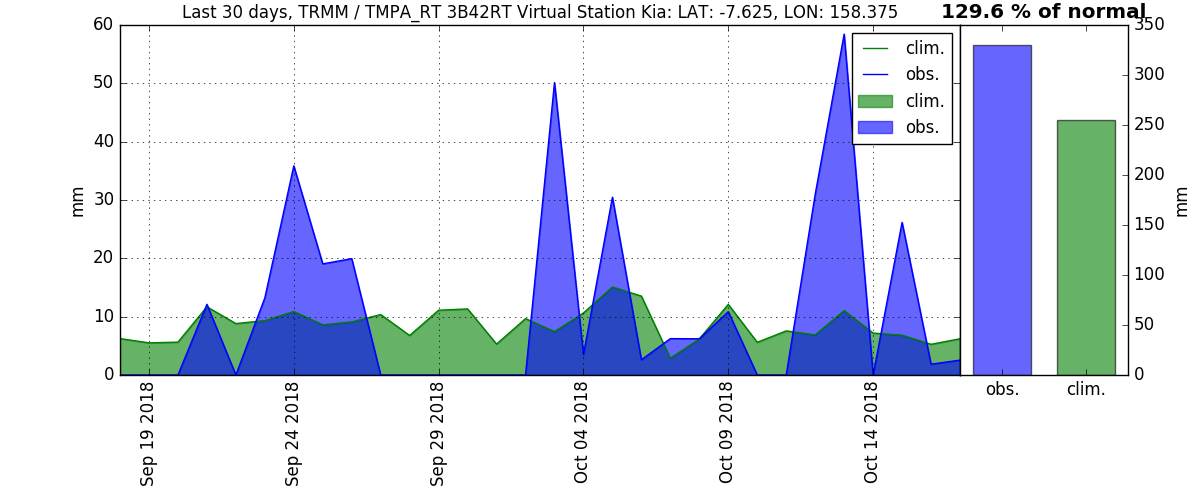 Last 30 days, TRMM / TMPA_RT 3B42RT Virtual Station Kia: LAT: -7.625, LON: 158.375
129.6 % of normal
60
50
40
30
20
10
0
mm
clim.
obs.
clim.
obs.
350
300
250
200
150
100
50
0
mm
Sep 19 2018
Sep 24 2018
Sep 29 2018
Oct 04 2018
Oct 09 2018
Oct 14 2018
obs.
clim.